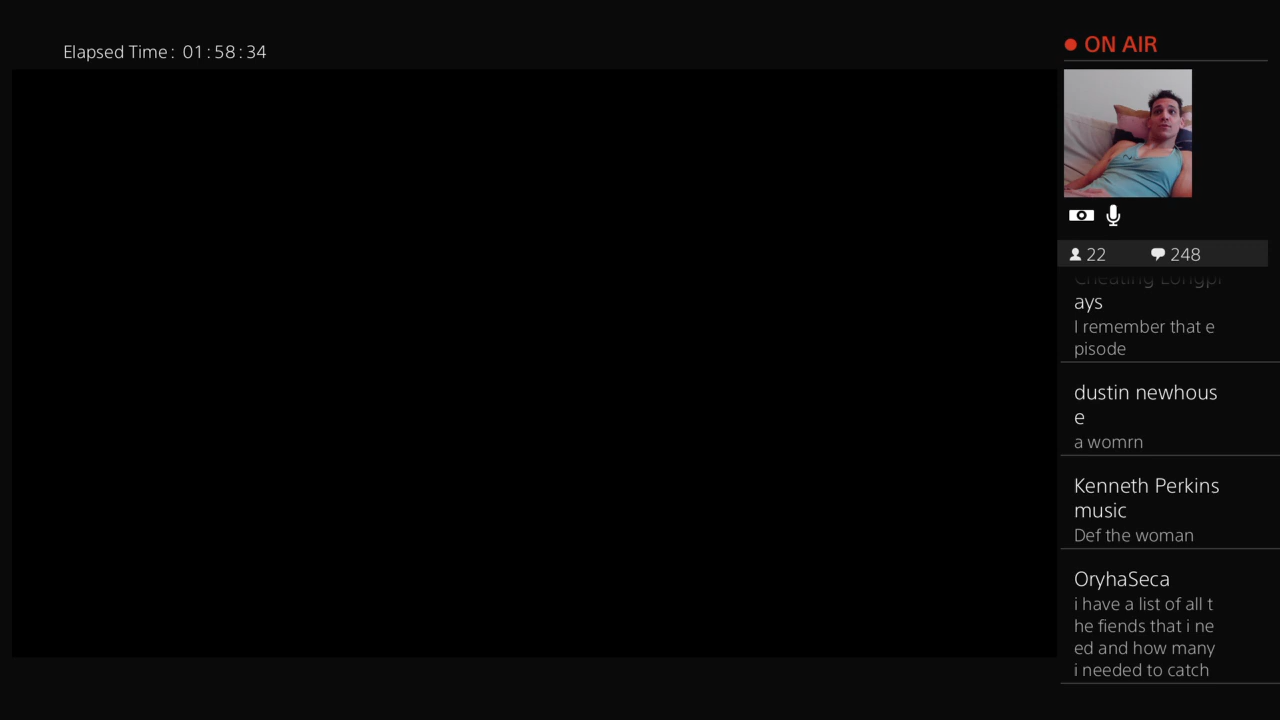 Elapsed Time: 01:58:34
ON AIR
22 248
Cheating Longpl
ays
I remember that e
pisode
dustin newhous
e
a womrn
Kenneth Perkins
music
Def the woman
OryhaSeca
i have a list of all t
he fiends that i ne
ed and how many
i needed to catch